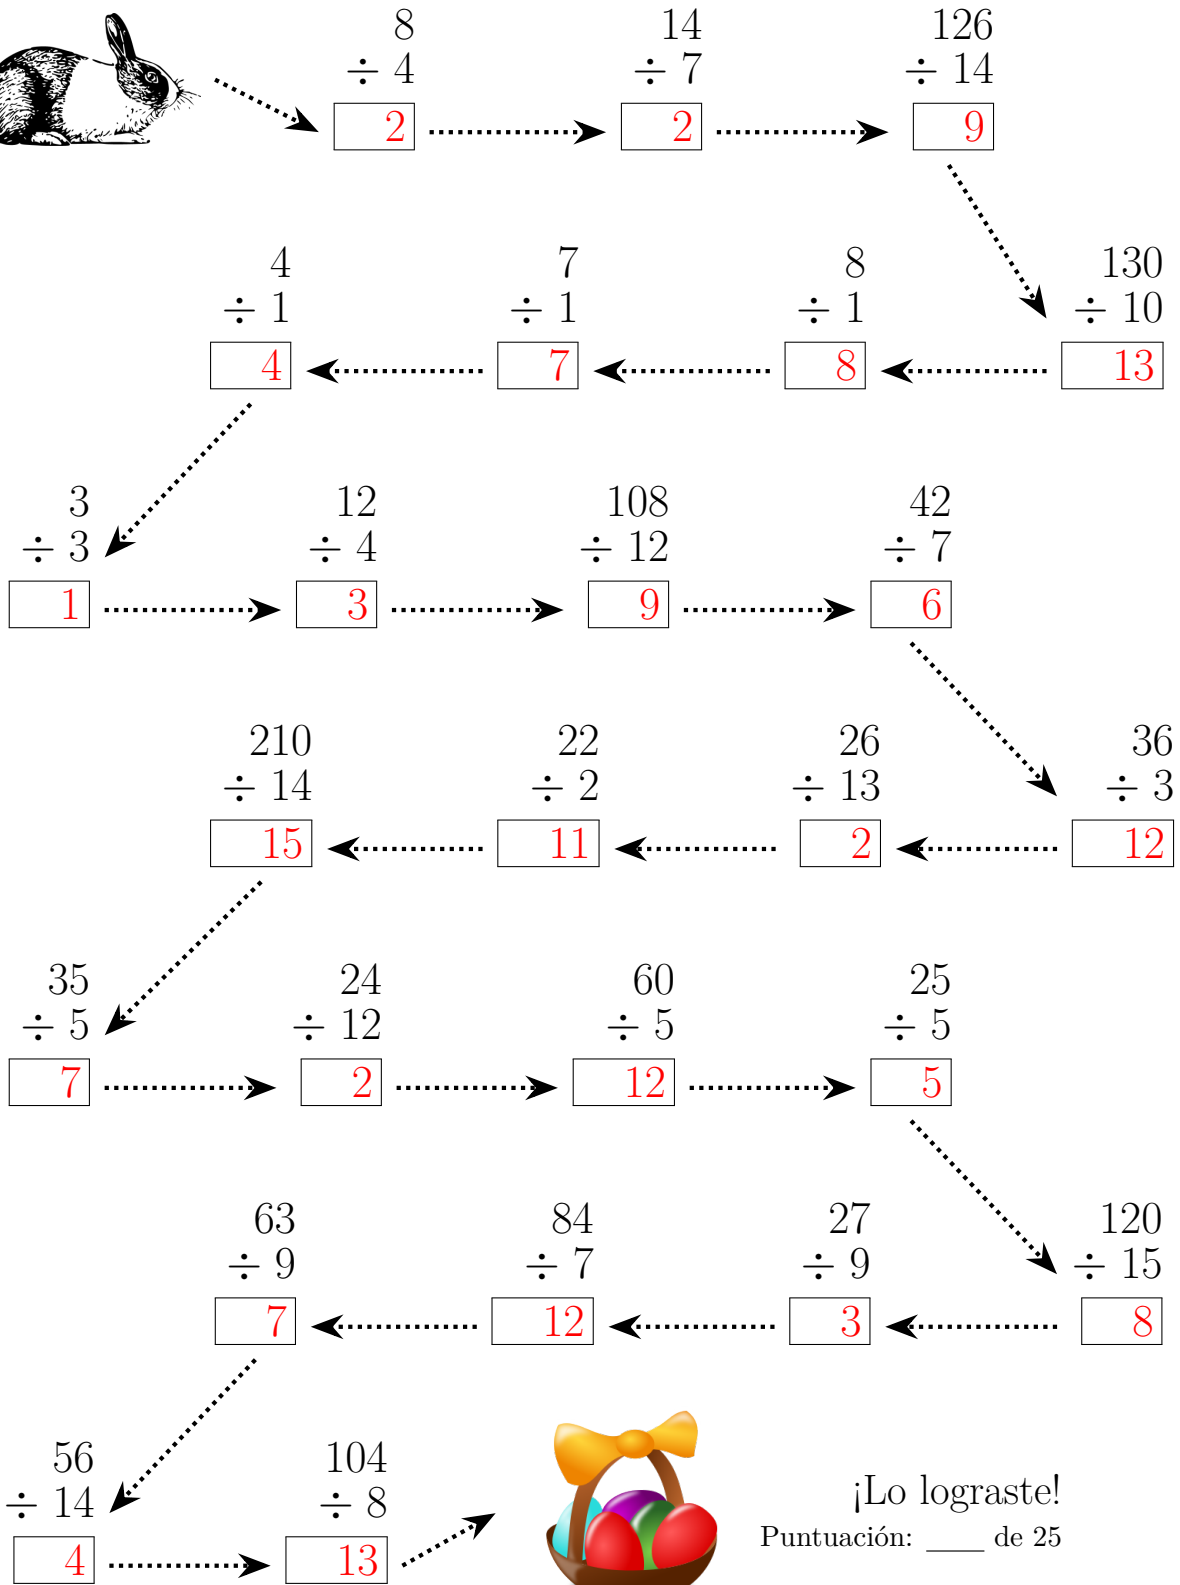 8 14 126
÷ 4 ÷ 7 ÷ 14
2 2 9
4 7 8 130
÷ 1 ÷ 1 ÷ 1 ÷ 10
4 7 8 13
3 12 108 42
÷ 3 ÷ 4 ÷ 12 ÷ 7
1 3 9 6
210 22 26 36
÷ 14 ÷ 2 ÷ 13 ÷ 3
15 11 2 12
35 24 60 25
÷ 5 ÷ 12 ÷ 5 ÷ 5
7 2 12 5
63 84 27 120
÷ 9 ÷ 7 ÷ 9 ÷ 15
7 12 3 8
56 104
÷ 14 ÷ 8
4 13
¡Lo lograste!
Puntuación: ____ de 25